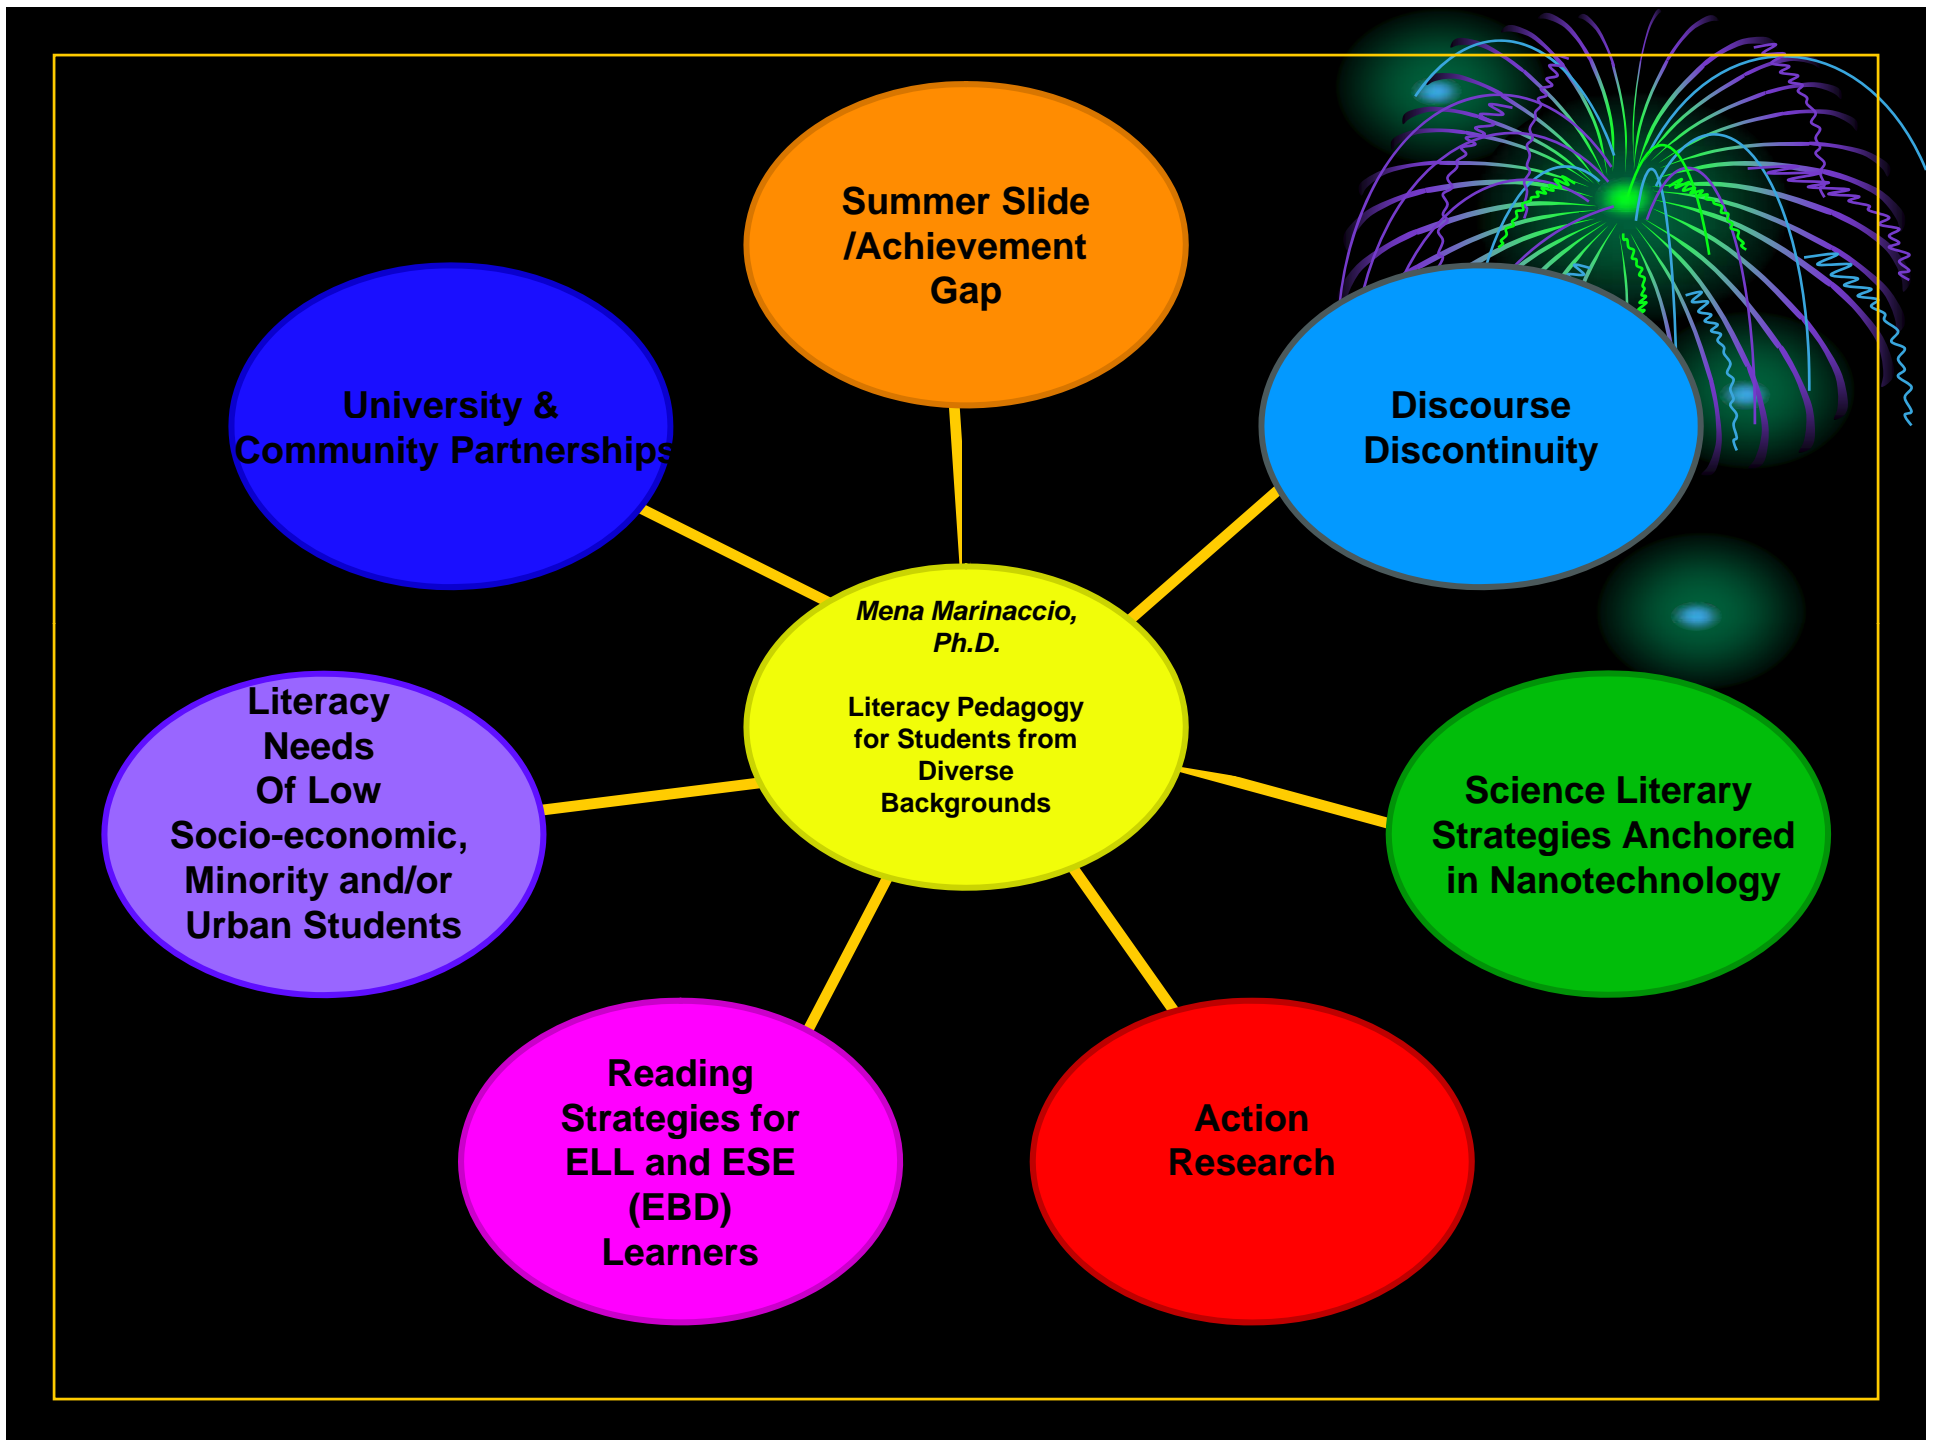 Summer Slide
/Achievement
Gap
University &
Community Partnerships
Discourse
Discontinuity
Mena Marinaccio,
Ph.D.
Literacy Pedagogy
for Students from
Diverse
Backgrounds
Literacy
Needs
Of Low
Socio-economic,
Minority and/or
Urban Students
Science Literary
Strategies Anchored
in Nanotechnology
Reading
Strategies for
ELL and ESE
(EBD)
Learners
Action
Research